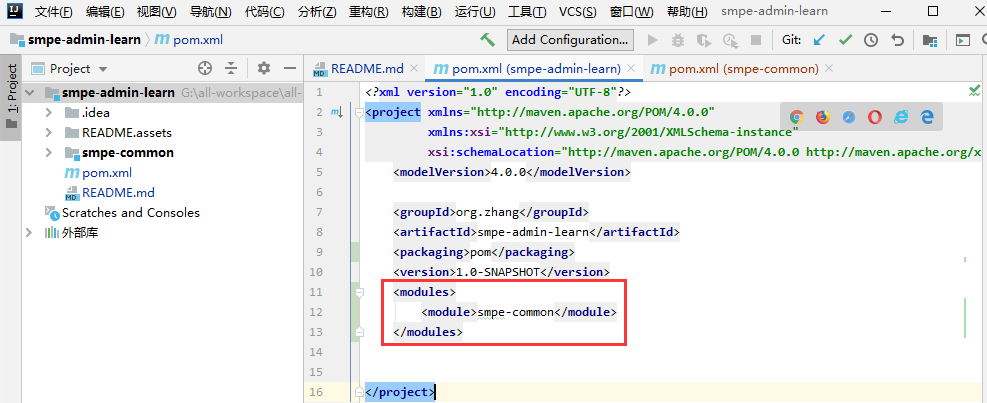 文件(F) 编辑(E) 视图(V) 导航(N) 代码(C) 分析(Z) 重构(R) 构建(B) 运行(U) 工具(T) VCS(S) 窗口(W) 帮助(H) smpe-admin-learn
smpe-admin-learn pom.xml Add Configuration... Git:
1: Project
Project
README.md pom.xml (smpe-admin-learn) pom.xml (smpe-common)
smpe-admin-learn G:\all-workspace\all-
.idea
README.assets
smpe-common
pom.xml
README.md
Scratches and Consoles
外部库
1 <?xml version="1.0" encoding="UTF-8"?>
2 <project xmlns="http://maven.apache.org/POM/4.0.0"
3 xmlns:xsi="http://www.w3.org/2001/XMLSchema-instance"
4 xsi:schemaLocation="http://maven.apache.org/POM/4.0.0 http://maven.apache.org/x
5 <modelVersion>4.0.0</modelVersion>
6
7 <groupId>org.zhang</groupId>
8 <artifactId>smpe-admin-learn</artifactId>
9 <packaging>pom</packaging>
10 <version>1.0-SNAPSHOT</version>
11 <modules>
12 <module>smpe-common</module>
13 </modules>
14
15
16 </project>